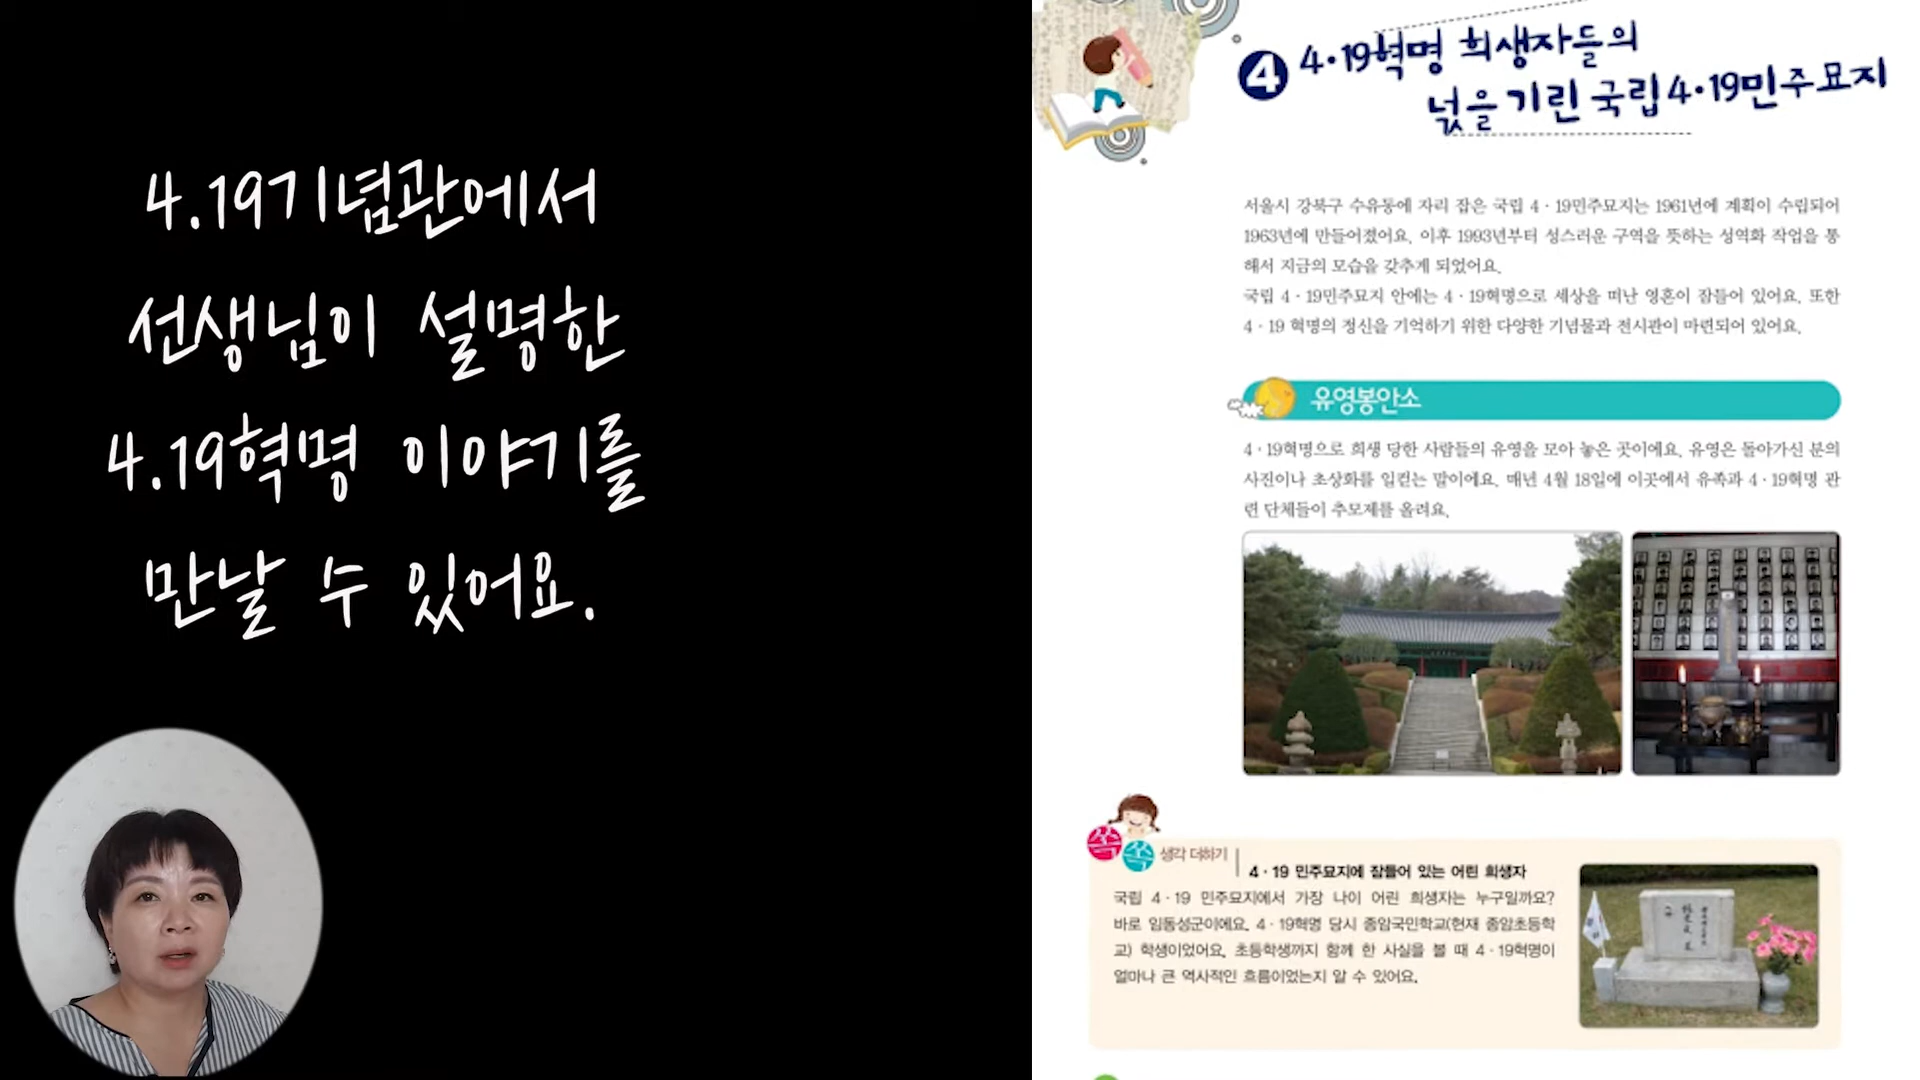 4.19기념관에서
선생님이 설명한
4.19혁명 이야기를
만날 수 있어요.
4 4·19혁명 희생자들의
넋을 기린 국립4·19민주묘지
서울시 강북구 수유동에 자리 잡은 국립 4·19민주묘지는 1961년에 계획이 수립되어
1963년에 만들어졌어요. 이후 1993년부터 성스러운 구역을 뜻하는 성역화 작업을 통
해서 지금의 모습을 갖추게 되었어요.
국립 4·19민주묘지 안에는 4·19혁명으로 세상을 떠난 영혼이 잠들어 있어요. 또한
4·19 혁명의 정신을 기억하기 위한 다양한 기념물과 전시관이 마련되어 있어요.
유영봉안소
4·19혁명으로 희생 당한 사람들의 유영을 모아 놓은 곳이에요. 유영은 돌아가신 분의
사진이나 초상화를 일컫는 말이에요. 매년 4월 18일에 이곳에서 유족과 4·19혁명 관
련 단체들이 추모제를 올려요.
쏙쏙 생각 더하기
4·19 민주묘지에 잠들어 있는 어린 희생자
국립 4·19 민주묘지에서 가장 나이 어린 희생자는 누구일까요?
바로 임동성군이에요. 4·19혁명 당시 종암국민학교(현재 종암초등학
교) 학생이었어요. 초등학생까지 함께 한 사실을 볼 때 4·19혁명이
얼마나 큰 역사적인 흐름이었는지 알 수 있어요.